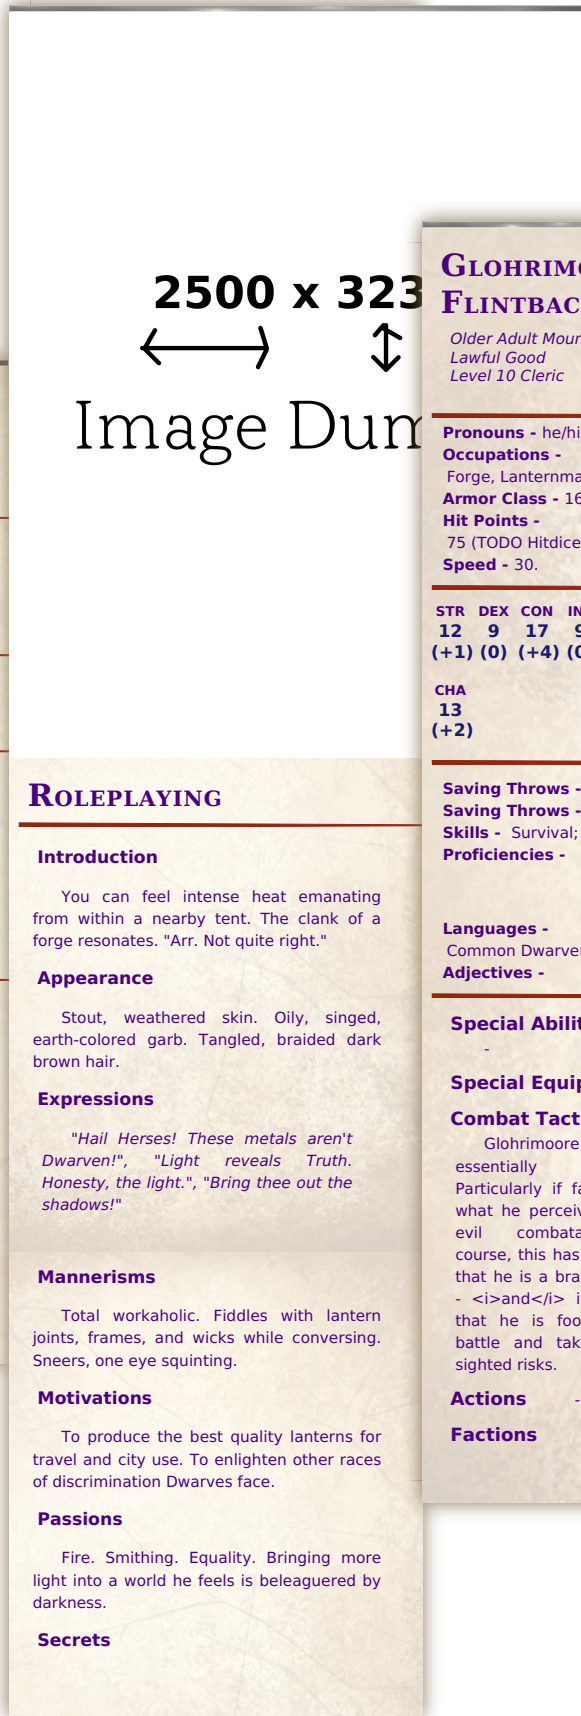 2500 x 323
Image Dum
Roleplaying
Introduction
You can feel intense heat emanating
from within a nearby tent. The clank of a
forge resonates. "Arr. Not quite right."
Appearance
Stout, weathered skin. Oily, singed,
earth-colored garb. Tangled, braided dark
brown hair.
Expressions
"Hail Herses! These metals aren't
Dwarven!", "Light reveals Truth.
Honesty, the light.", "Bring thee out the
shadows!"
Mannerisms
Total workaholic. Fiddles with lantern
joints, frames, and wicks while conversing.
Sneers, one eye squinting.
Motivations
To produce the best quality lanterns for
travel and city use. To enlighten other races
of discrimination Dwarves face.
Passions
Fire. Smithing. Equality. Bringing more
light into a world he feels is beleaguered by
darkness.
Secrets
Glohrimo
Flintbac
Older Adult Moun
Lawful Good
Level 10 Cleric
Pronouns - he/hi
Occupations -
Forge, Lanternma
Armor Class - 16
Hit Points -
75 (TODO Hitdice
Speed - 30.
STR DEX CON IN
12 9 17 9
(+1) (0) (+4) (0
CHA
13
(+2)
Saving Throws -
Saving Throws -
Skills - Survival;
Proficiencies -
Languages -
Common Dwarven
Adjectives -
Special Abilit
-
Special Equip
Combat Tact
Glohrimoore
essentially
Particularly if fa
what he perceiv
evil combata
course, this has
that he is a bra
- <i>and</i> i
that he is foo
battle and tak
sighted risks.
Actions -
Factions